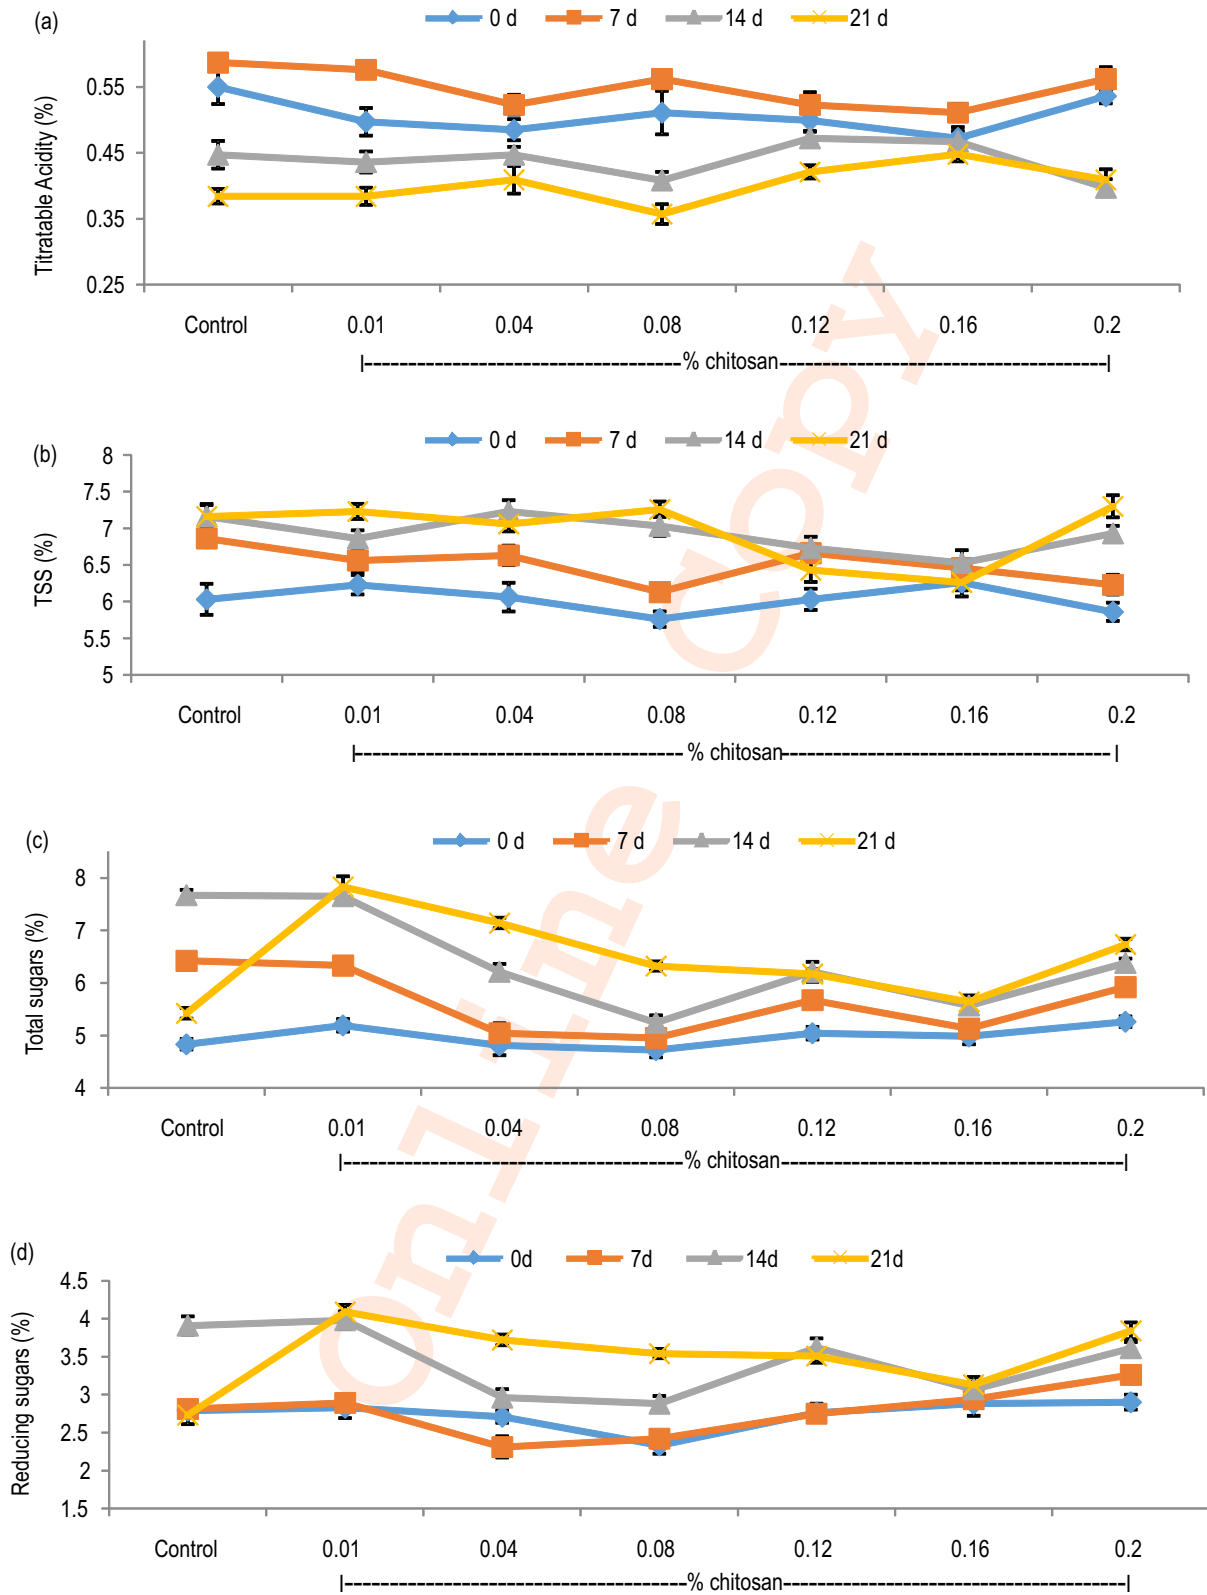 (a)
0 d 7 d 14 d 21 d
Titratable Acidity (%)
0.55
0.45
0.35
0.25
Control 0.01 0.04 0.08 0.12 0.16 0.2
% chitosan
(b)
0 d 7 d 14 d 21 d
TSS (%)
8
7.5
7
6.5
6
5.5
5
Control 0.01 0.04 0.08 0.12 0.16 0.2
% chitosan
(c)
0 d 7 d 14 d 21 d
Total sugars (%)
8
7
6
5
4
Control 0.01 0.04 0.08 0.12 0.16 0.2
% chitosan
(d)
0d 7d 14d 21d
Reducing sugars (%)
4.5
4
3.5
3
2.5
2
1.5
Control 0.01 0.04 0.08 0.12 0.16 0.2
% chitosan
Online Copy